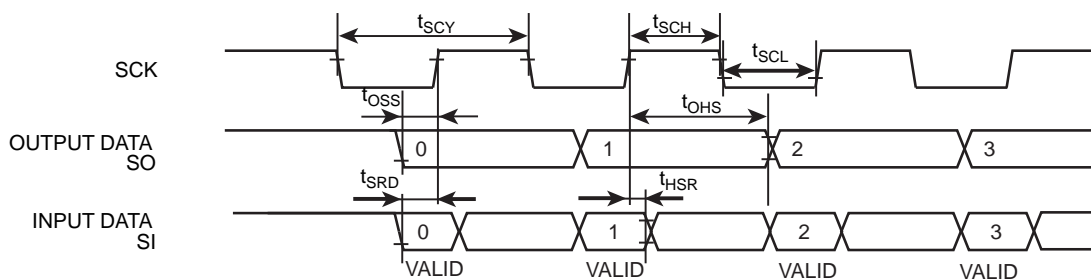 tSCY
tSCH
tSCL
SCK
tOSS
tOHS
OUTPUT DATA
SO
0 1 2 3
tSRD
tHSR
INPUT DATA
SI
0 1 2 3
VALID VALID VALID VALID